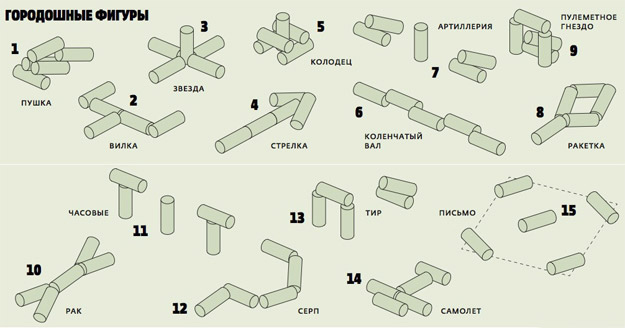 ГОРОДОШНЫЕ ФИГУРЫ
1
ПУШКА
2
ВИЛКА
3
ЗВЕЗДА
4
СТРЕЛКА
5
КОЛОДЕЦ
6
КОЛЕНЧАТЫЙ
ВАЛ
АРТИЛЛЕРИЯ
7
ПУЛЕМЕТНОЕ
ГНЕЗДО
9
8
РАКЕТКА
ЧАСОВЫЕ
11
13
ТИР
ПИСЬМО
15
10
РАК
12
СЕРП
14
САМОЛЕТ